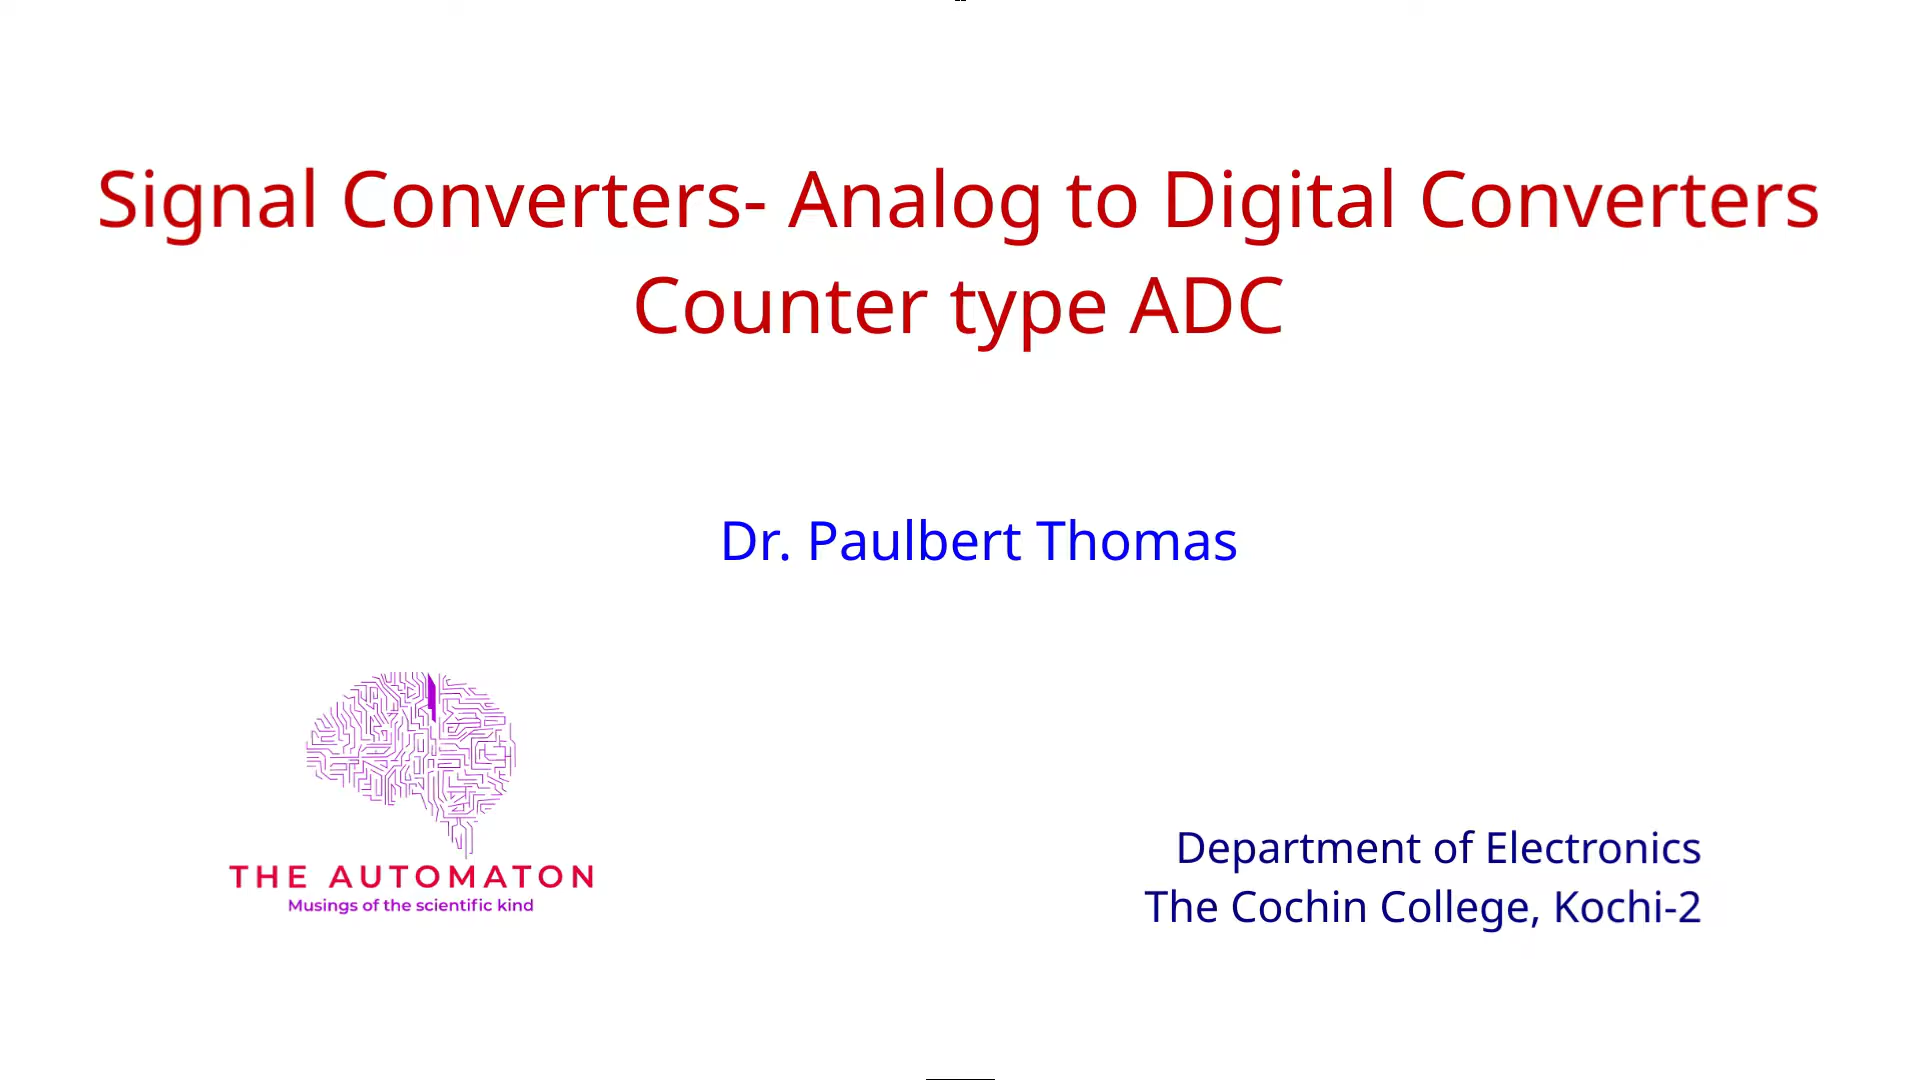 Signal Converters- Analog to Digital Converters
Counter type ADC
Dr. Paulbert Thomas
THE AUTOMATON
Musings of the scientific kind
Department of Electronics
The Cochin College, Kochi-2